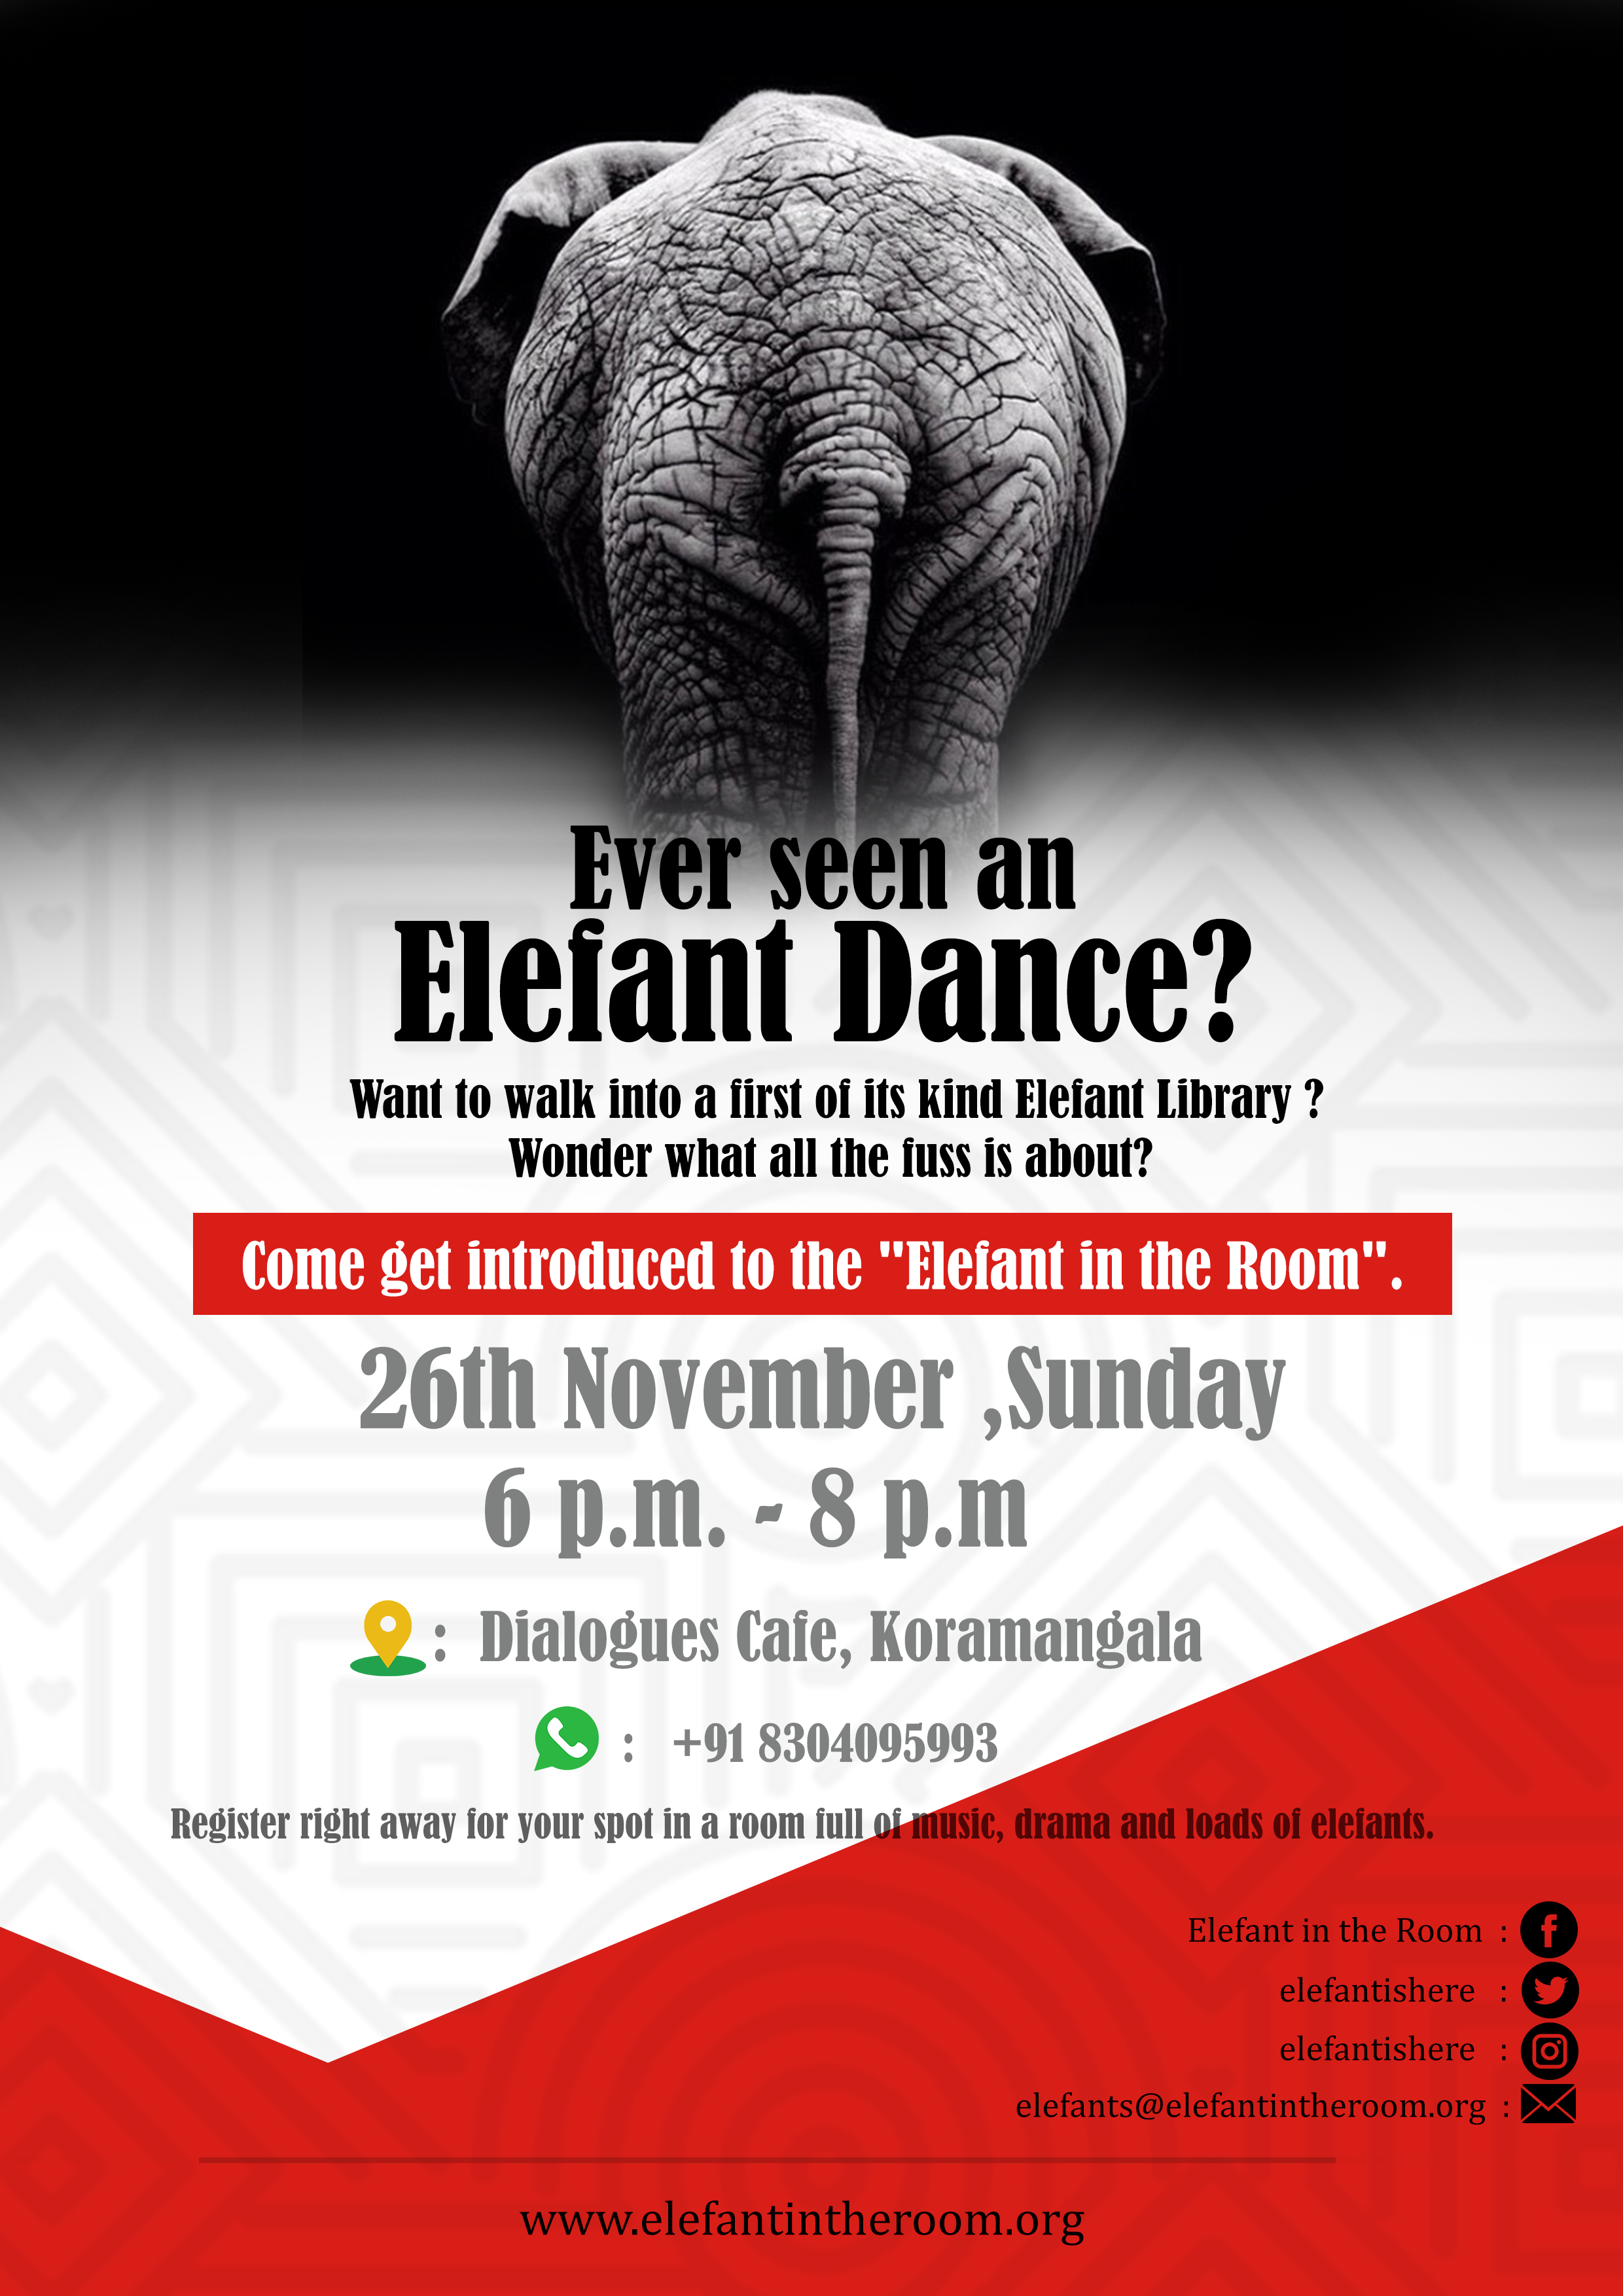 Ever seen an
Elefant Dance?
Want to walk into a first of its kind Elefant Library ?
Wonder what all the fuss is about?
Come get introduced to the "Elefant in the Room".
26th November ,Sunday
6 p.m. - 8 p.m
: Dialogues Cafe, Koramangala
: +91 8304095993
Register right away for your spot in a room full of music, drama and loads of elefants.
Elefant in the Room :
elefantishere :
elefantishere :
elefants@elefantintheroom.org :
www.elefantintheroom.org